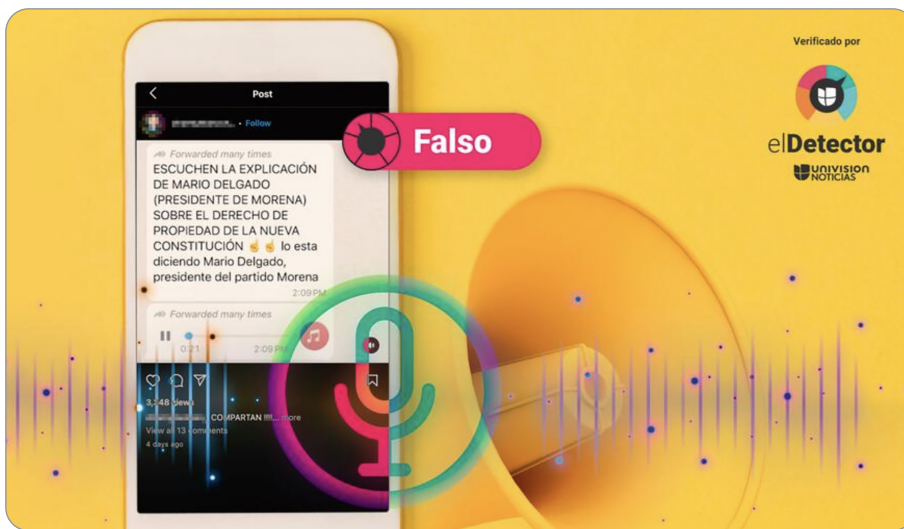 Verificado por
elDetector
UNIVISION
NOTICIAS
Falso
Post
• Follow
Forwarded many times
ESCUCHEN LA EXPLICACIÓN
DE MARIO DELGADO
(PRESIDENTE DE MORENA)
SOBRE EL DERECHO DE
PROPIEDAD DE LA NUEVA
CONSTITUCIÓN ☝️ ☝️ lo esta
diciendo Mario Delgado,
presidente del partido Morena
2:09 PM
Forwarded many times
0:21
2:09 PM
views
COMPARTAN !!!!... more
View all 13 comments
4 days ago